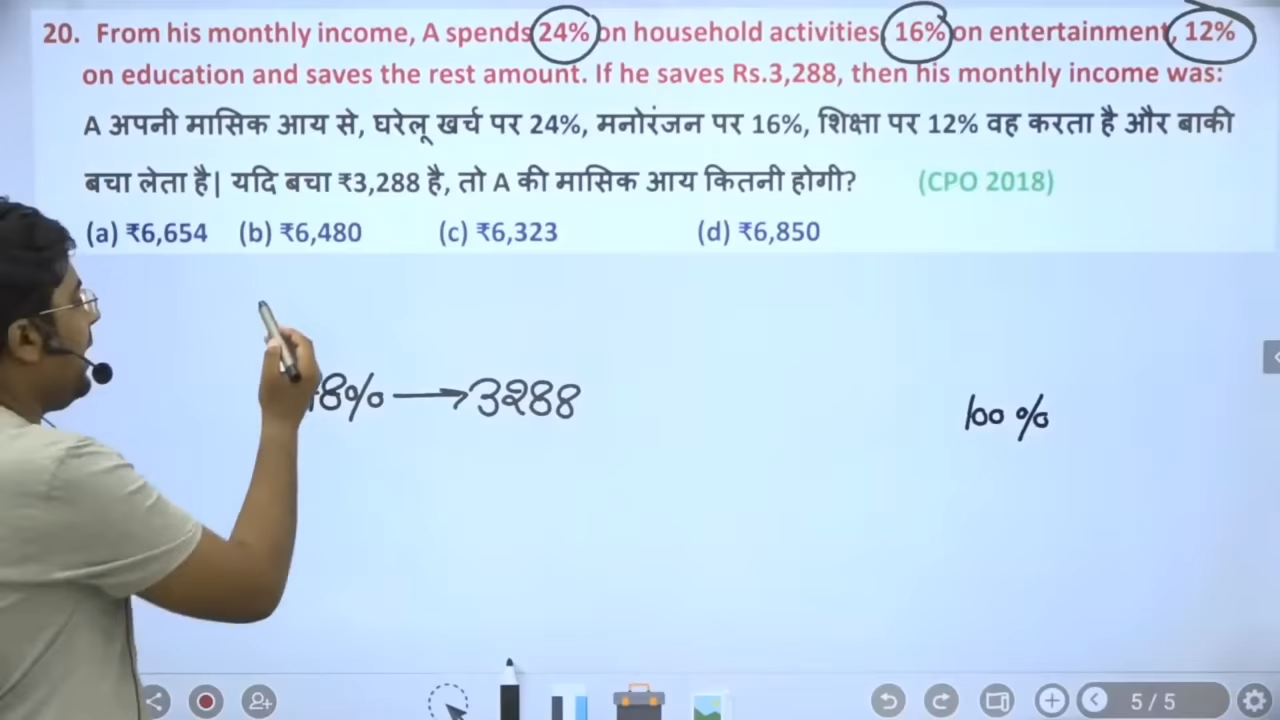 20. From his monthly income, A spends 24% on household activities, 16% on entertainment, 12%
on education and saves the rest amount. If he saves Rs.3,288, then his monthly income was:
A अपनी मासिक आय से, घरेलू खर्च पर 24%, मनोरंजन पर 16%, शिक्षा पर 12% वह करता है और बाकी
बचा लेता है| यदि बचा ₹3,288 है, तो A की मासिक आय कितनी होगी? (CPO 2018)
(a) ₹6,654 (b) ₹6,480 (c) ₹6,323 (d) ₹6,850
8% → 3288
100%
5 / 5